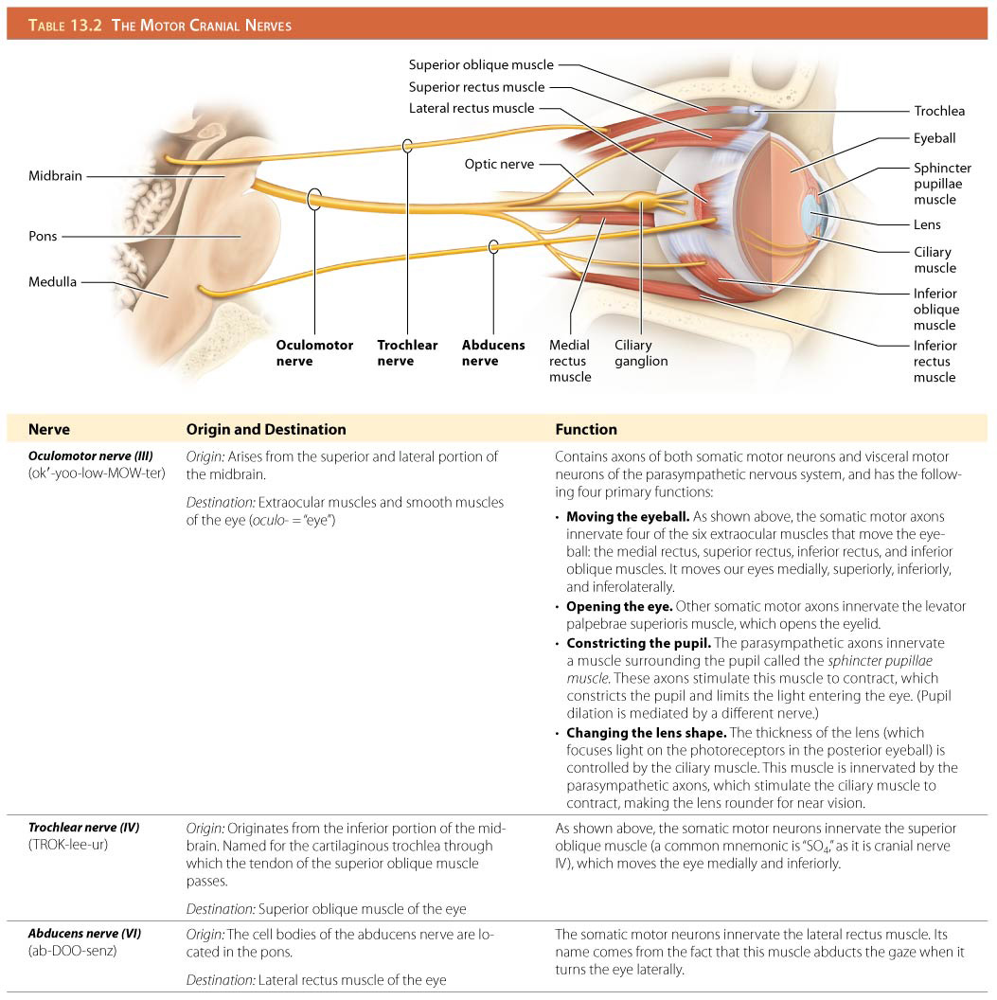 TABLE 13.2 THE MOTOR CRANIAL NERVES
Superior oblique muscle
Superior rectus muscle
Lateral rectus muscle
Optic nerve
Midbrain
Pons
Medulla
Trochlea
Eyeball
Sphincter
pupillae
muscle
Lens
Ciliary
muscle
Inferior
oblique
muscle
Inferior
rectus
muscle
Oculomotor
nerve
Trochlear
nerve
Abducens
nerve
Medial
rectus
muscle
Ciliary
ganglion
Nerve
Origin and Destination
Function
Oculomotor nerve (III)
(ok′-yoo-low-MOW-ter)
Origin: Arises from the superior and lateral portion of
the midbrain.
Destination: Extraocular muscles and smooth muscles
of the eye (oculo- = "eye")
Contains axons of both somatic motor neurons and visceral motor
neurons of the parasympathetic nervous system, and has the follow-
ing four primary functions:
• Moving the eyeball. As shown above, the somatic motor axons
innervate four of the six extraocular muscles that move the eye-
ball: the medial rectus, superior rectus, inferior rectus, and inferior
oblique muscles. It moves our eyes medially, superiorly, inferiorly,
and inferolaterally.
• Opening the eye. Other somatic motor axons innervate the levator
palpebrae superioris muscle, which opens the eyelid.
• Constricting the pupil. The parasympathetic axons innervate
a muscle surrounding the pupil called the sphincter pupillae
muscle. These axons stimulate this muscle to contract, which
constricts the pupil and limits the light entering the eye. (Pupil
dilation is mediated by a different nerve.)
• Changing the lens shape. The thickness of the lens (which
focuses light on the photoreceptors in the posterior eyeball) is
controlled by the ciliary muscle. This muscle is innervated by the
parasympathetic axons, which stimulate the ciliary muscle to
contract, making the lens rounder for near vision.
Trochlear nerve (IV)
(TROK-lee-ur)
Origin: Originates from the inferior portion of the mid-
brain. Named for the cartilaginous trochlea through
which the tendon of the superior oblique muscle
passes.
Destination: Superior oblique muscle of the eye
As shown above, the somatic motor neurons innervate the superior
oblique muscle (a common mnemonic is "SO₄," as it is cranial nerve
IV), which moves the eye medially and inferiorly.
Abducens nerve (VI)
(ab-DOO-senz)
Origin: The cell bodies of the abducens nerve are lo-
cated in the pons.
Destination: Lateral rectus muscle of the eye
The somatic motor neurons innervate the lateral rectus muscle. Its
name comes from the fact that this muscle abducts the gaze when it
turns the eye laterally.